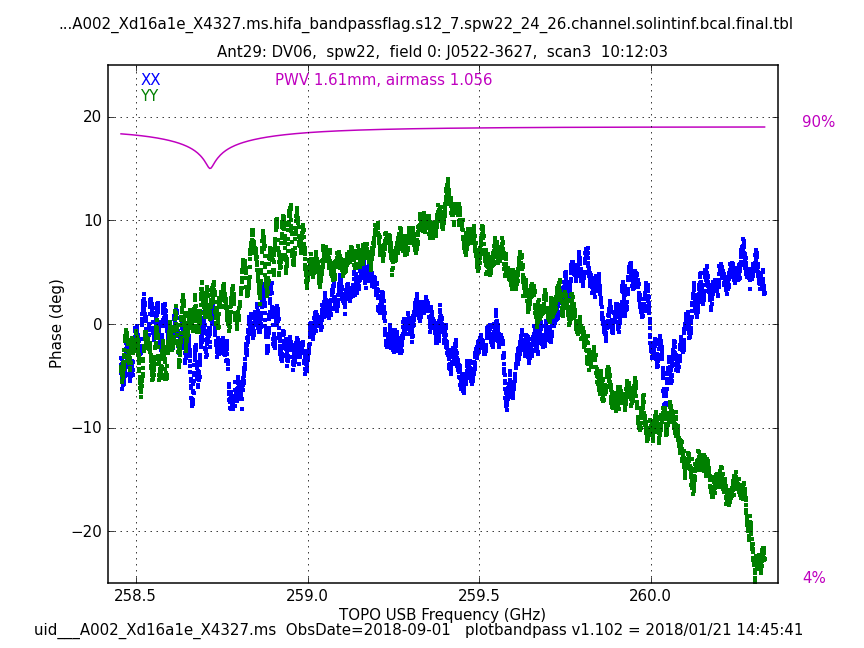 ...A002_Xd16a1e_X4327.ms.hifa_bandpassflag.s12_7.spw22_24_26.channel.solintinf.bcal.final.tbl
Ant29: DV06, spw22, field 0: J0522-3627, scan3 10:12:03
XX
YY
PWV 1.61mm, airmass 1.056
90%
4%
Phase (deg)
20
10
0
−10
−20
258.5
259.0
259.5
260.0
TOPO USB Frequency (GHz)
uid___A002_Xd16a1e_X4327.ms ObsDate=2018-09-01 plotbandpass v1.102 = 2018/01/21 14:45:41